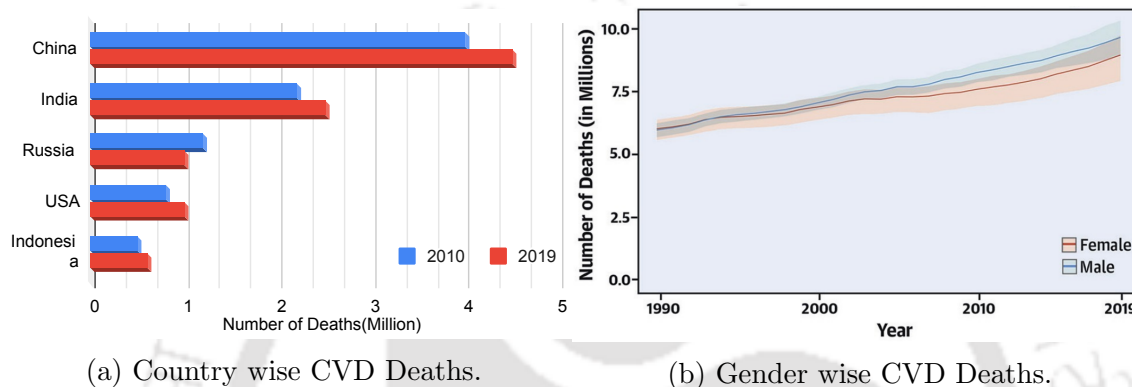 China
India
Russia
USA
Indonesi
a
2010 2019
0 1 2 3 4 5
Number of Deaths(Million)
(a) Country wise CVD Deaths.
Number of Deaths (in Millions)
10.0
7.5
5.0
2.5
0.0
Female
Male
1990 2000 2010 2019
Year
(b) Gender wise CVD Deaths.